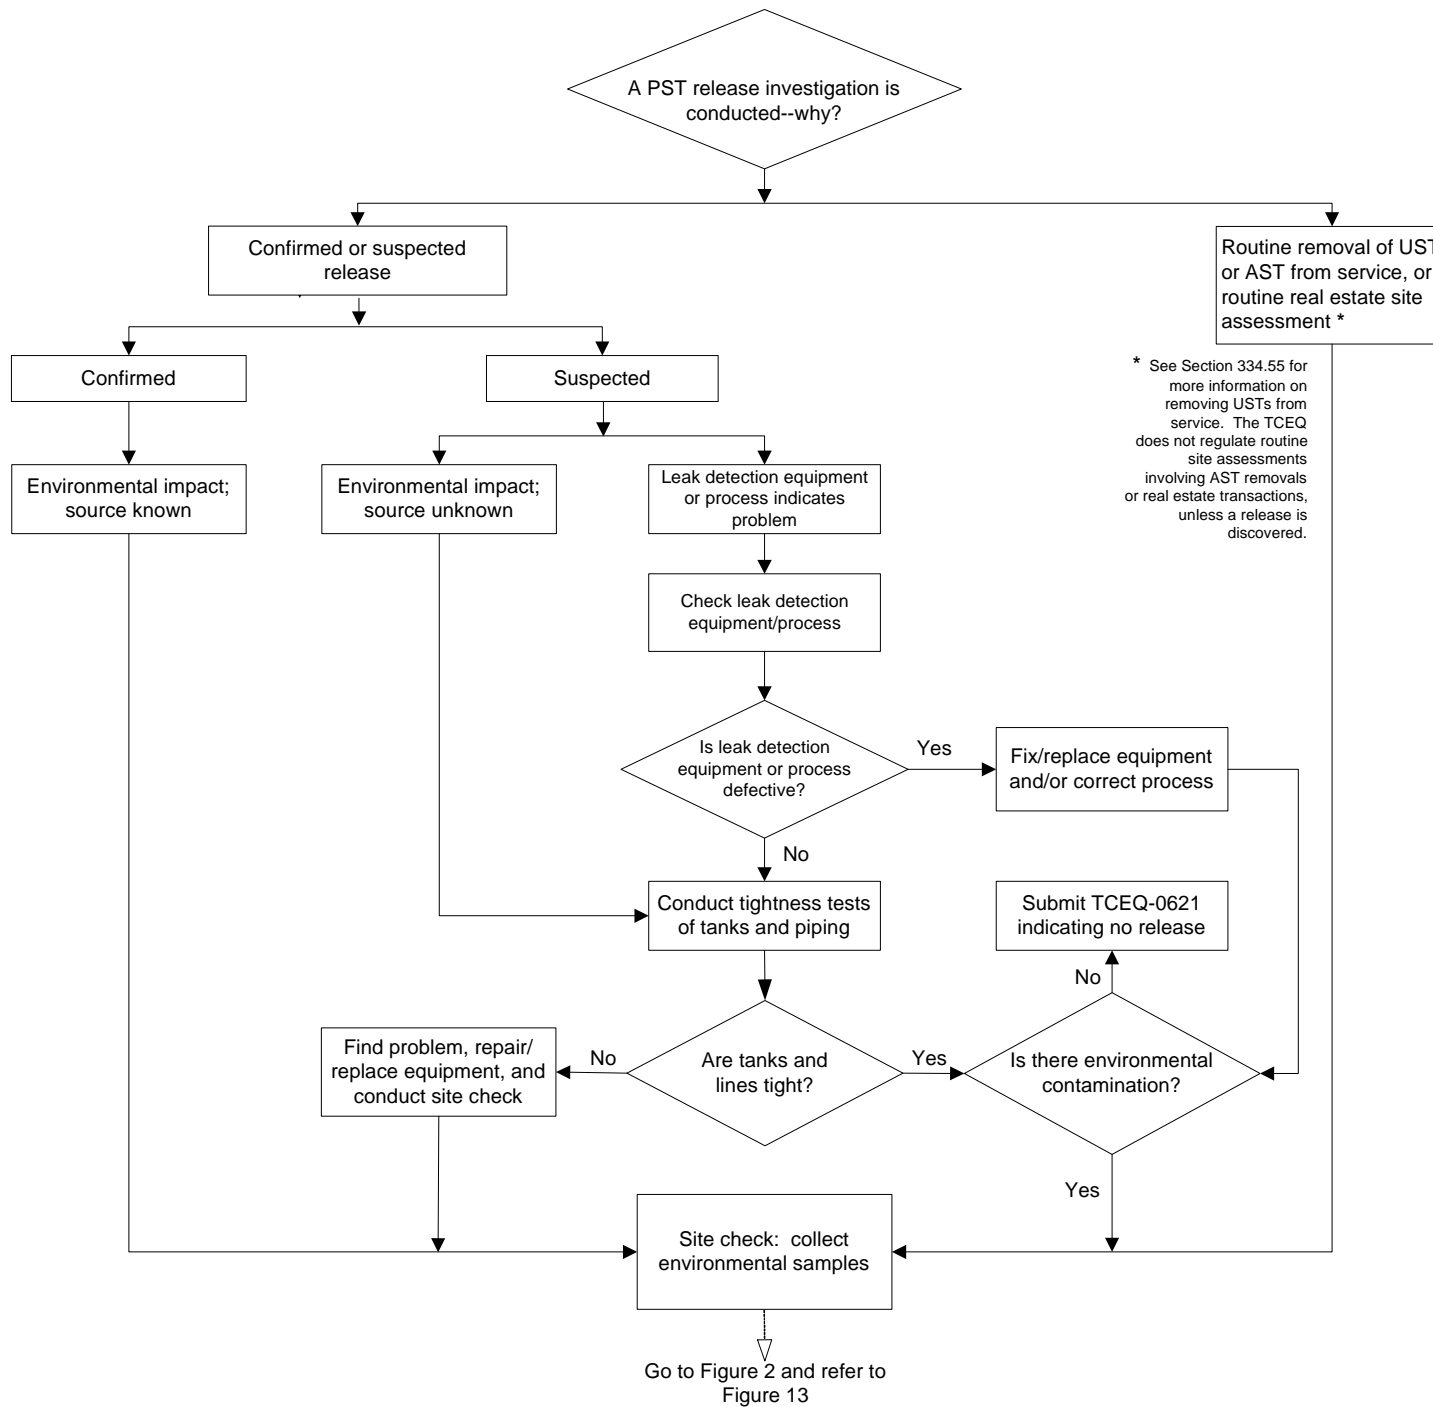 A PST release investigation is
conducted--why?
Confirmed or suspected
release
Routine removal of UST
or AST from service, or
routine real estate site
assessment *
Confirmed
Suspected
* See Section 334.55 for
more information on
removing USTs from
service. The TCEQ
does not regulate routine
site assessments
involving AST removals
or real estate transactions,
unless a release is
discovered.
Environmental impact;
source known
Environmental impact;
source unknown
Leak detection equipment
or process indicates
problem
Check leak detection
equipment/process
Is leak detection
equipment or process
defective?
Yes
Fix/replace equipment
and/or correct process
No
Conduct tightness tests
of tanks and piping
Submit TCEQ-0621
indicating no release
No
Find problem, repair/
replace equipment, and
conduct site check
No
Are tanks and
lines tight?
Yes
Is there environmental
contamination?
Yes
Site check: collect
environmental samples
Go to Figure 2 and refer to
Figure 13